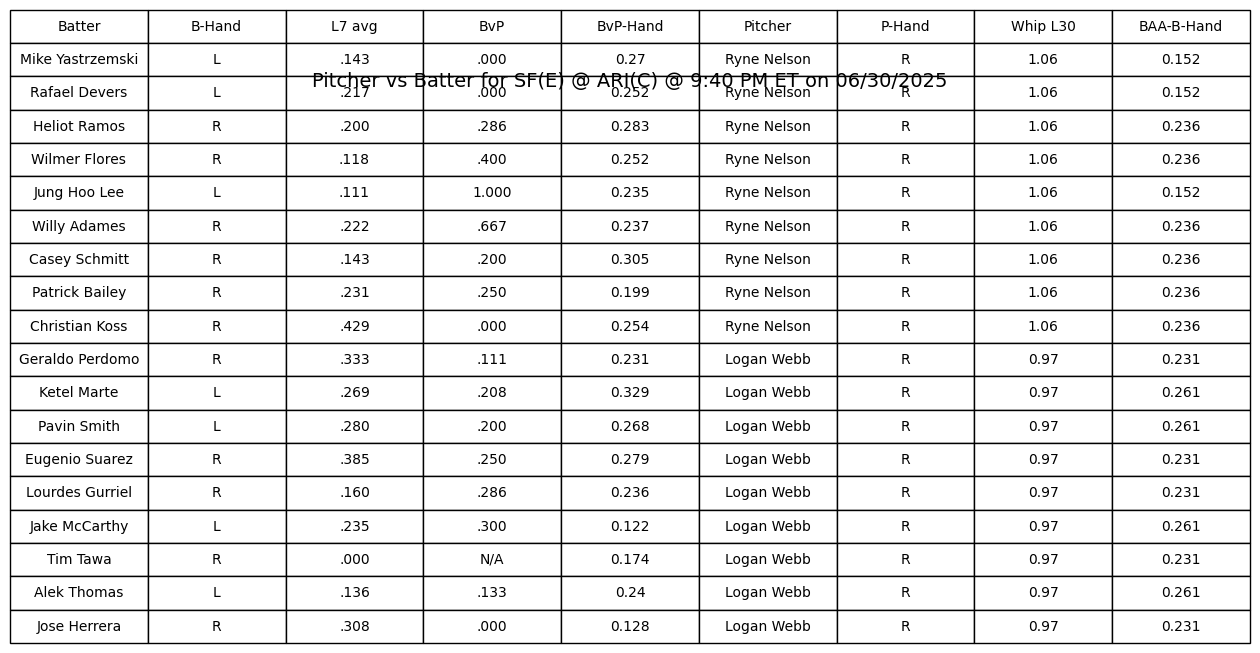 Batter B-Hand L7 avg BvP BvP-Hand Pitcher P-Hand Whip L30 BAA-B-Hand
Mike Yastrzemski L .143 .000 0.27 Ryne Nelson R 1.06 0.152
Pitcher vs Batter for SF(E) @ ARI(C) @ 9:40 PM ET on 06/30/2025
Rafael Devers L .217 .000 0.252 Ryne Nelson R 1.06 0.152
Heliot Ramos R .200 .286 0.283 Ryne Nelson R 1.06 0.236
Wilmer Flores R .118 .400 0.252 Ryne Nelson R 1.06 0.236
Jung Hoo Lee L .111 1.000 0.235 Ryne Nelson R 1.06 0.152
Willy Adames R .222 .667 0.237 Ryne Nelson R 1.06 0.236
Casey Schmitt R .143 .200 0.305 Ryne Nelson R 1.06 0.236
Patrick Bailey R .231 .250 0.199 Ryne Nelson R 1.06 0.236
Christian Koss R .429 .000 0.254 Ryne Nelson R 1.06 0.236
Geraldo Perdomo R .333 .111 0.231 Logan Webb R 0.97 0.231
Ketel Marte L .269 .208 0.329 Logan Webb R 0.97 0.261
Pavin Smith L .280 .200 0.268 Logan Webb R 0.97 0.261
Eugenio Suarez R .385 .250 0.279 Logan Webb R 0.97 0.231
Lourdes Gurriel R .160 .286 0.236 Logan Webb R 0.97 0.231
Jake McCarthy L .235 .300 0.122 Logan Webb R 0.97 0.261
Tim Tawa R .000 N/A 0.174 Logan Webb R 0.97 0.231
Alek Thomas L .136 .133 0.24 Logan Webb R 0.97 0.261
Jose Herrera R .308 .000 0.128 Logan Webb R 0.97 0.231